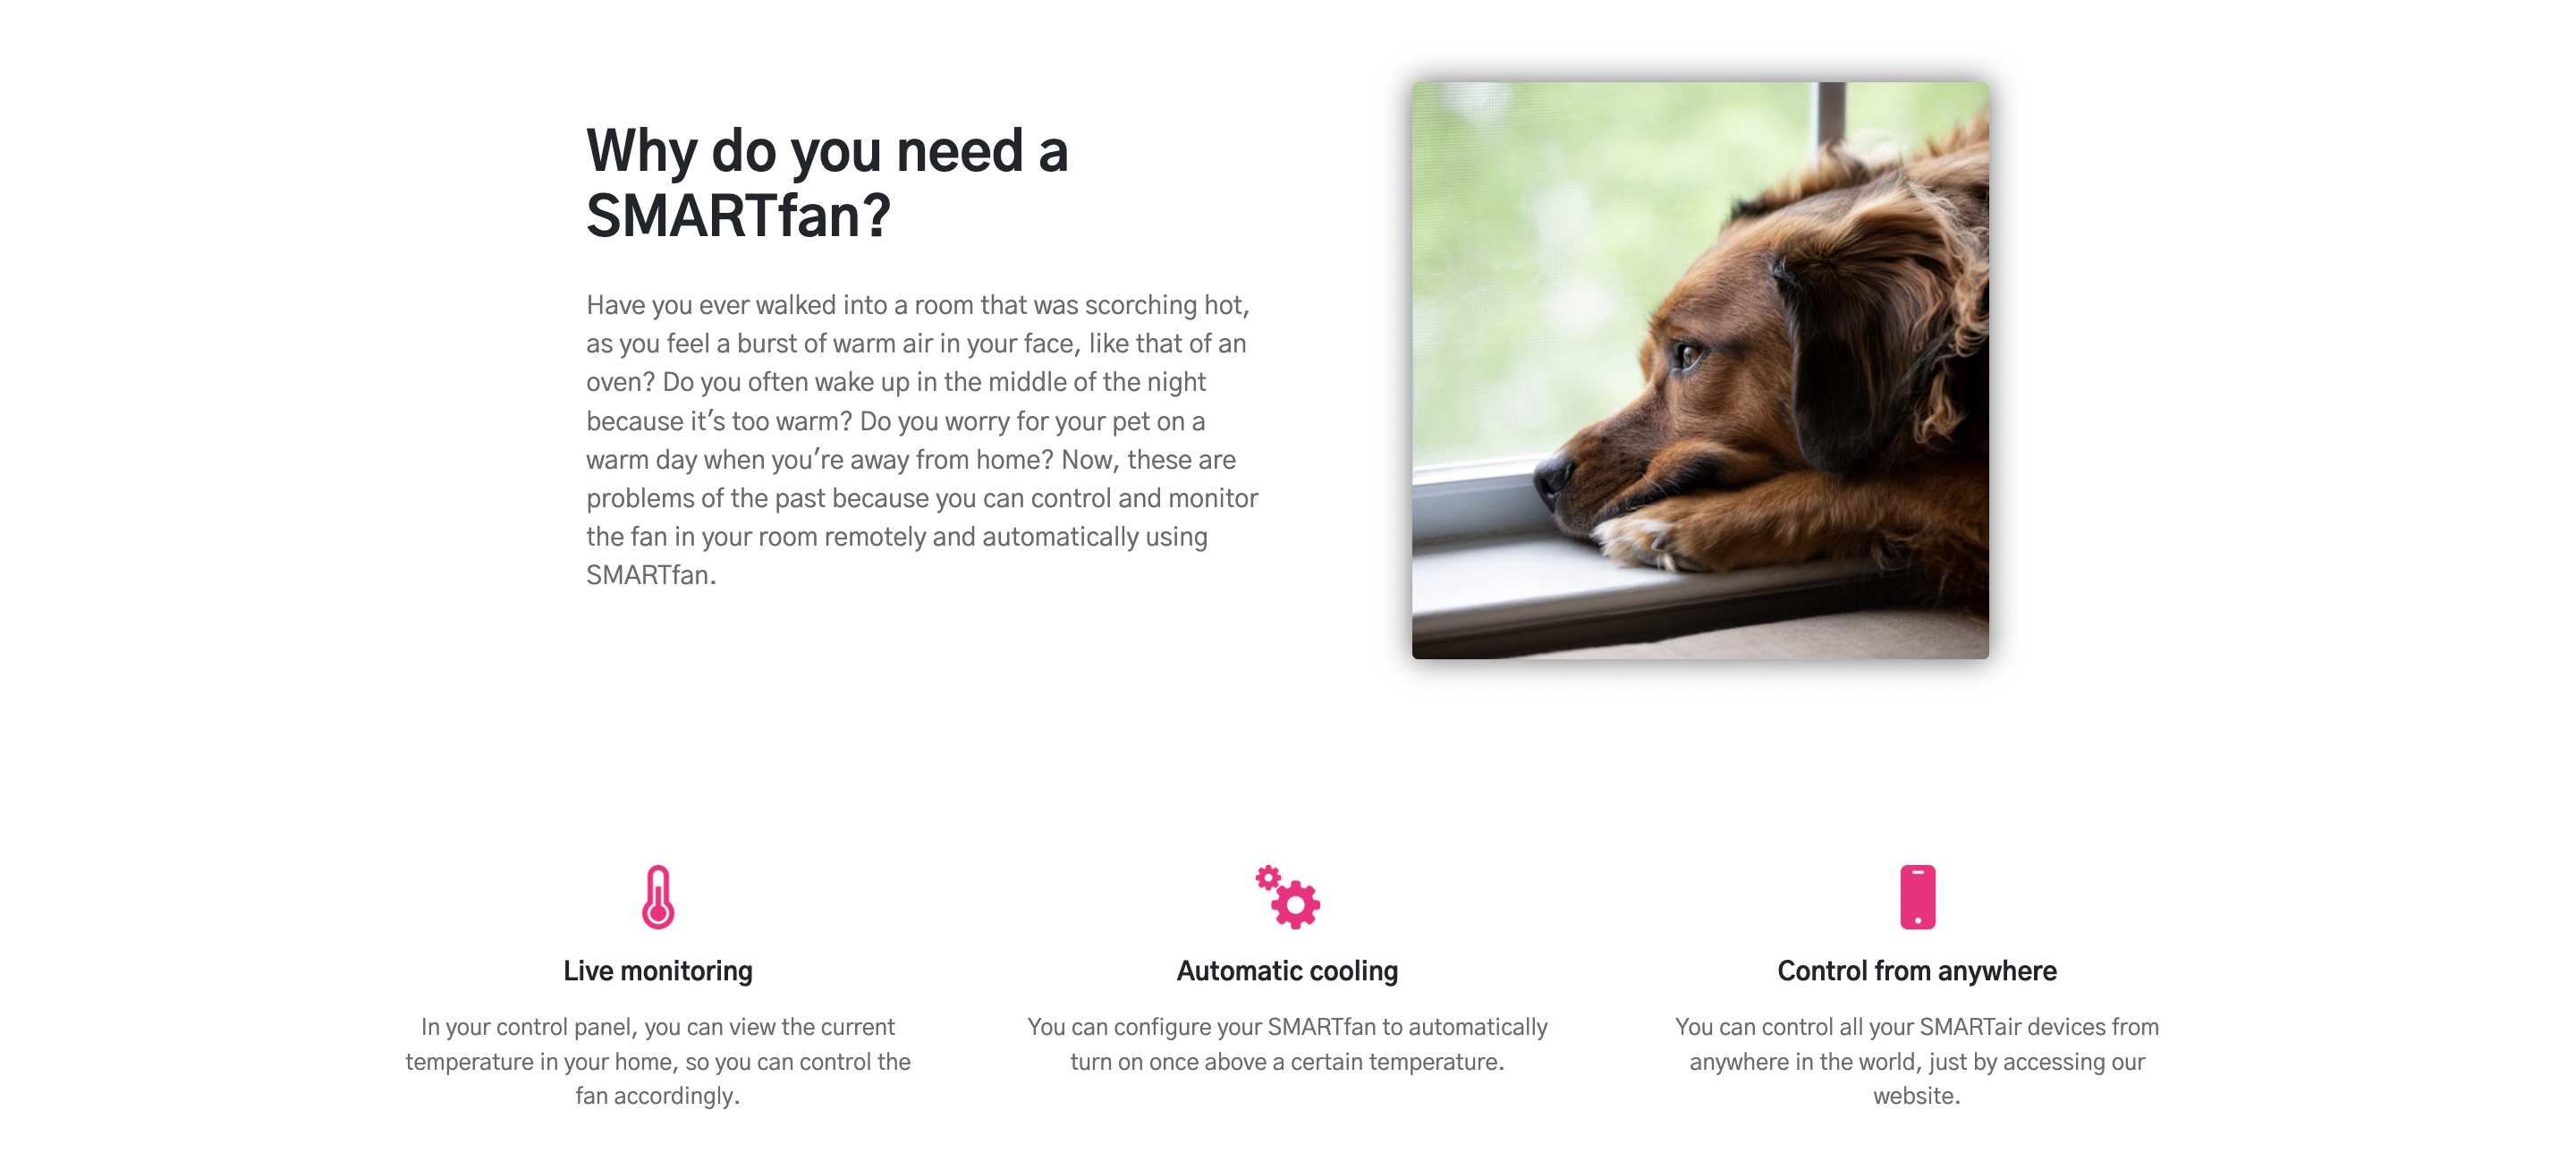 Why do you need a
SMARTfan?
Have you ever walked into a room that was scorching hot,
as you feel a burst of warm air in your face, like that of an
oven? Do you often wake up in the middle of the night
because it's too warm? Do you worry for your pet on a
warm day when you're away from home? Now, these are
problems of the past because you can control and monitor
the fan in your room remotely and automatically using
SMARTfan.
Live monitoring
In your control panel, you can view the current
temperature in your home, so you can control the
fan accordingly.
Automatic cooling
You can configure your SMARTfan to automatically
turn on once above a certain temperature.
Control from anywhere
You can control all your SMARTair devices from
anywhere in the world, just by accessing our
website.